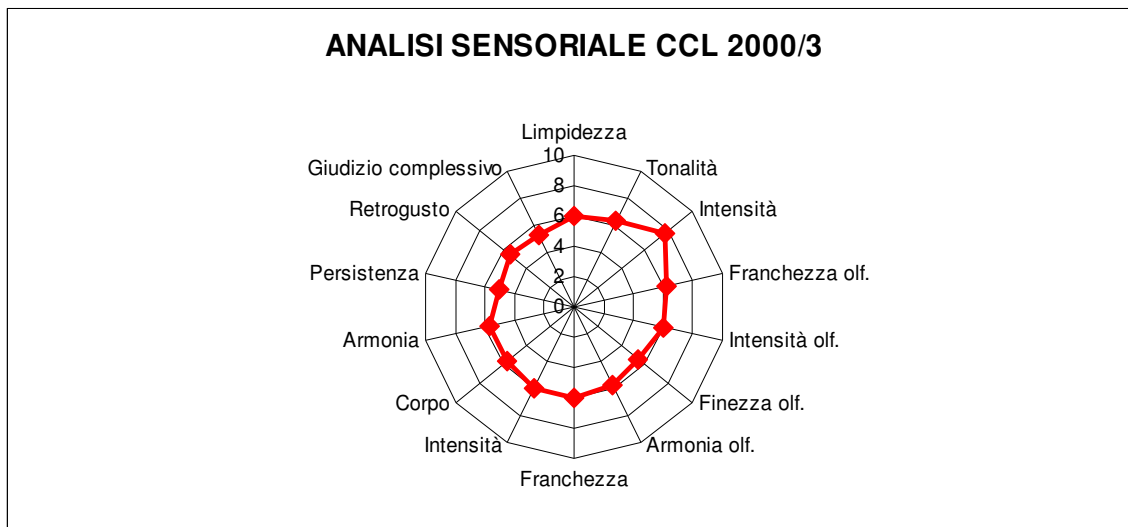 ANALISI SENSORIALE CCL 2000/3
Limpidezza
10
Giudizio complessivo
Tonalità
8
Retrogusto
Intensità
6
4
Persistenza
Franchezza olf.
2
0
Armonia
Intensità olf.
Corpo
Finezza olf.
Intensità
Armonia olf.
Franchezza